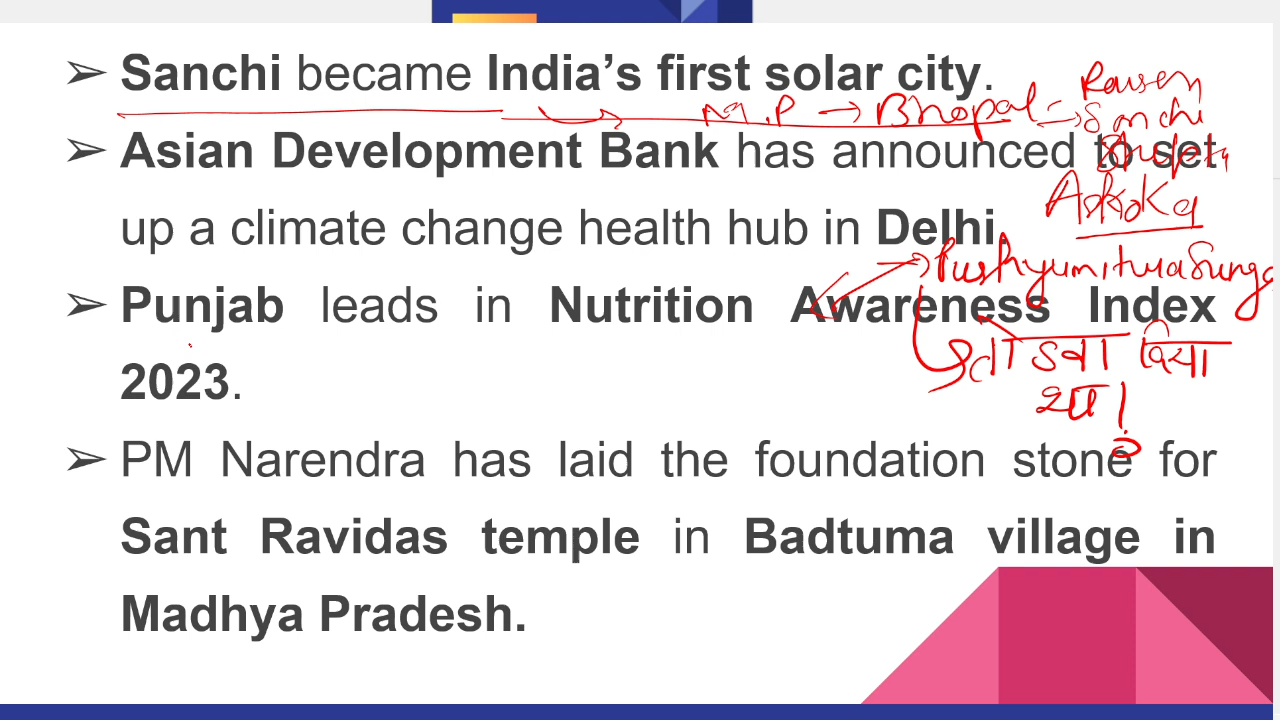 ➢ Sanchi became India's first solar city.
M.P → Bhopal - Raisen
→ Sanchi
➢ Asian Development Bank has announced to set
up a climate change health hub in Delhi.
Ashoka
Pushyamitra Sunga
➢ Punjab leads in Nutrition Awareness Index
2023.
तोडवा दिया
था।
➢ PM Narendra has laid the foundation stone for
Sant Ravidas temple in Badtuma village in
Madhya Pradesh.